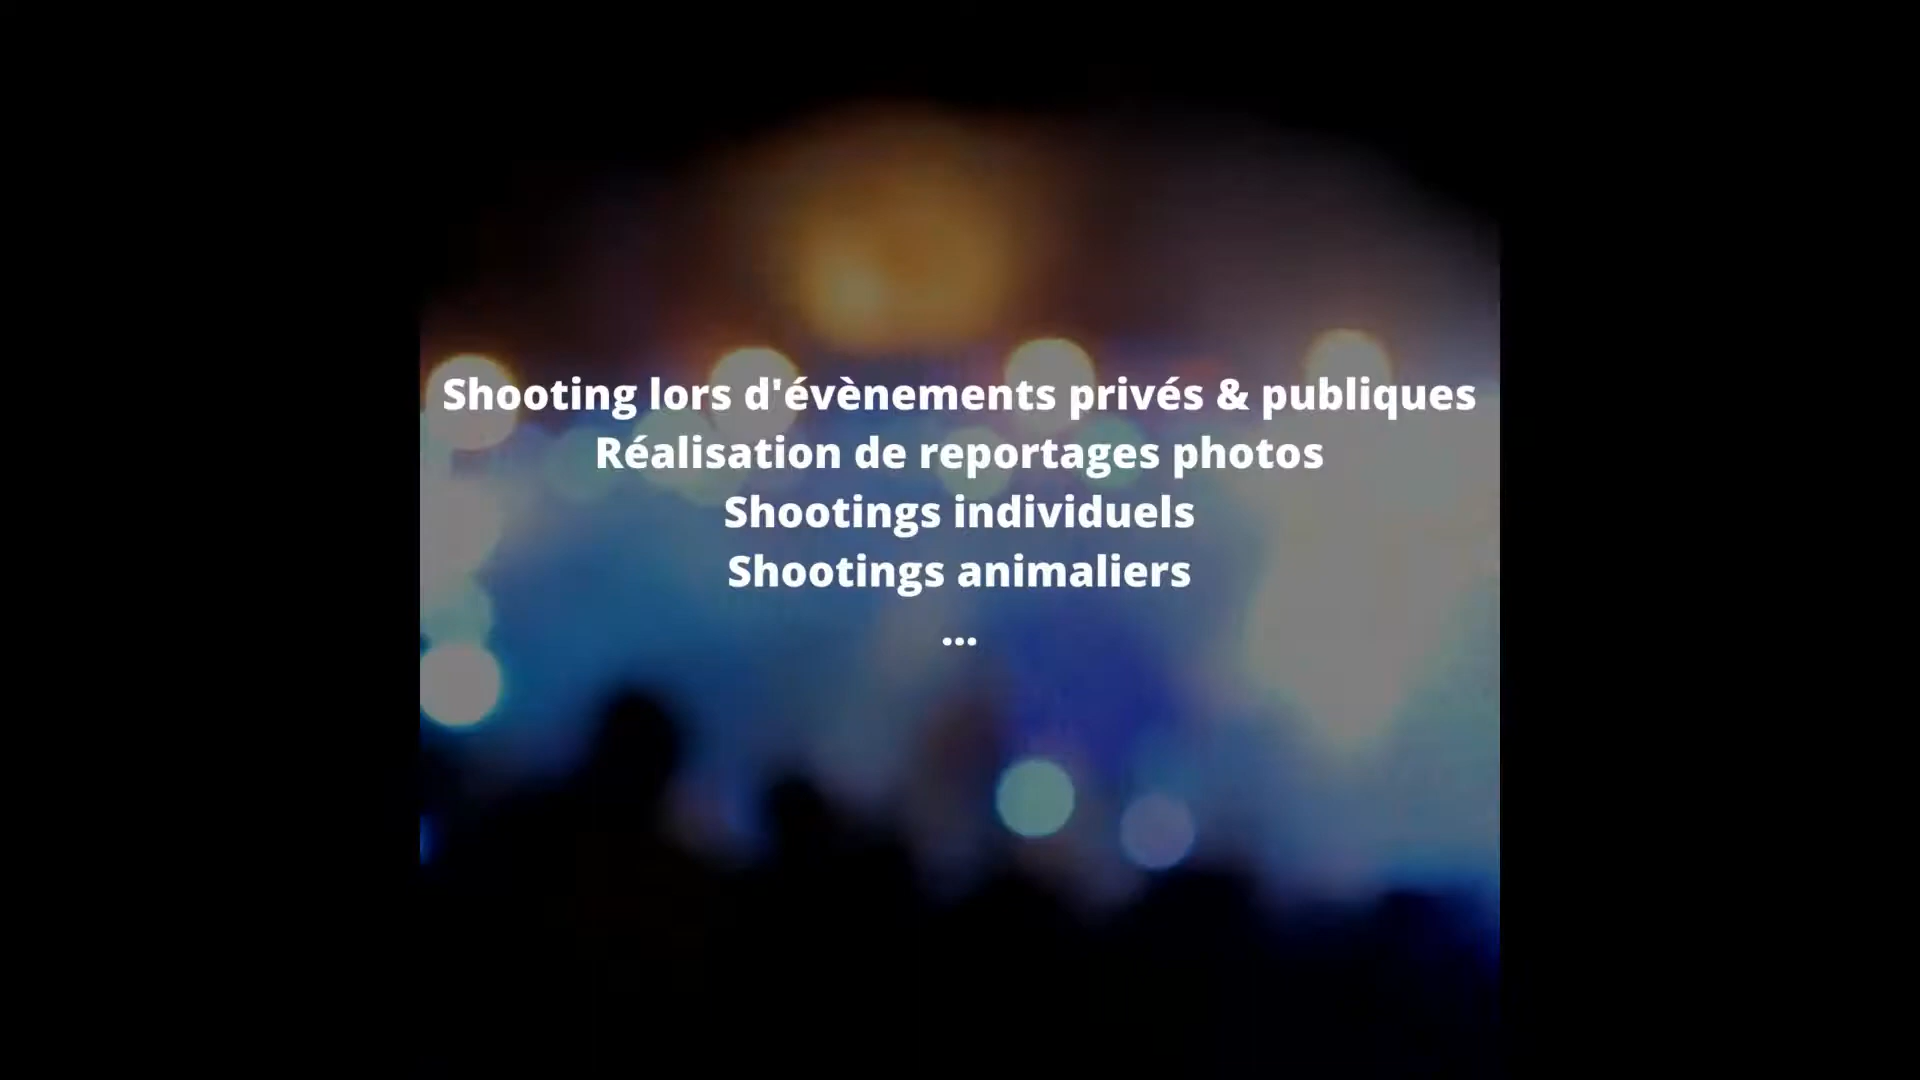 Shooting lors d'évènements privés & publiques
Réalisation de reportages photos
Shootings individuels
Shootings animaliers
...